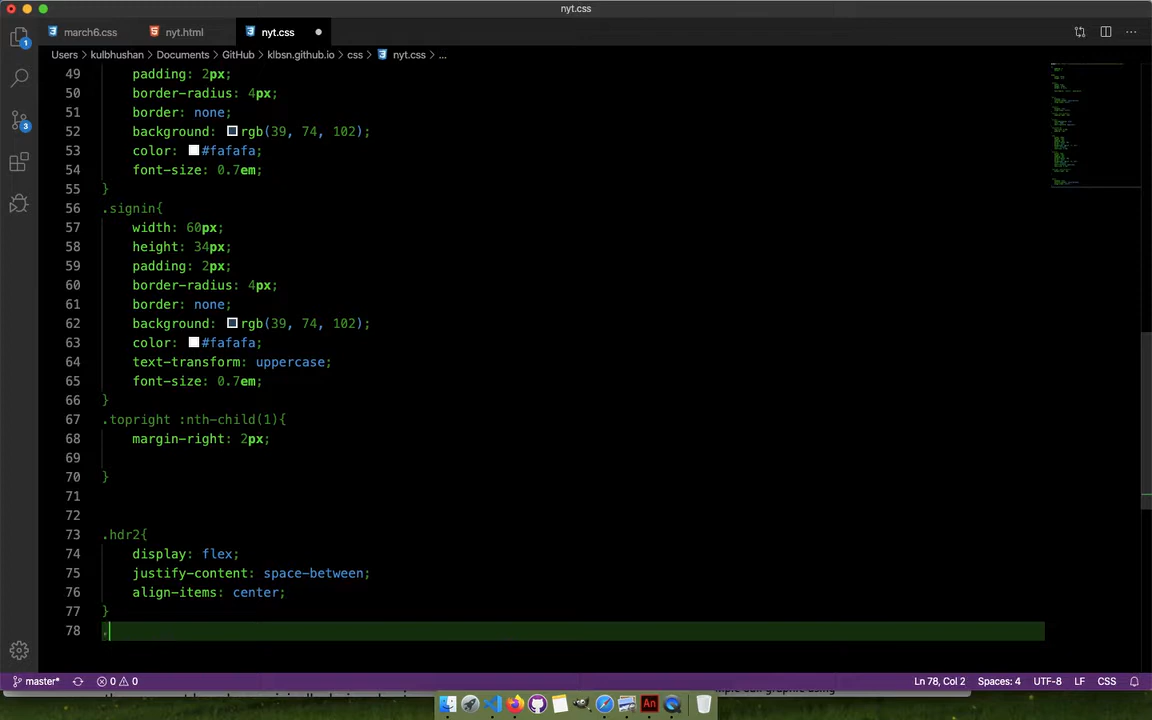 nyt.css
march6.css
nyt.html
nyt.css
Users > kulbhushan > Documents > GitHub > klbsn.github.io > css > nyt.css > ...
49 padding: 2px;
50 border-radius: 4px;
51 border: none;
52 background: rgb(39, 74, 102);
53 color: #fafafa;
54 font-size: 0.7em;
55 }
56 .signin{
57 width: 60px;
58 height: 34px;
59 padding: 2px;
60 border-radius: 4px;
61 border: none;
62 background: rgb(39, 74, 102);
63 color: #fafafa;
64 text-transform: uppercase;
65 font-size: 0.7em;
66 }
67 .topright :nth-child(1){
68 margin-right: 2px;
69
70 }
71
72
73 .hdr2{
74 display: flex;
75 justify-content: space-between;
76 align-items: center;
77 }
78 .
1
3
master* 0 0 Ln 78, Col 2 Spaces: 4 UTF-8 LF CSS
An